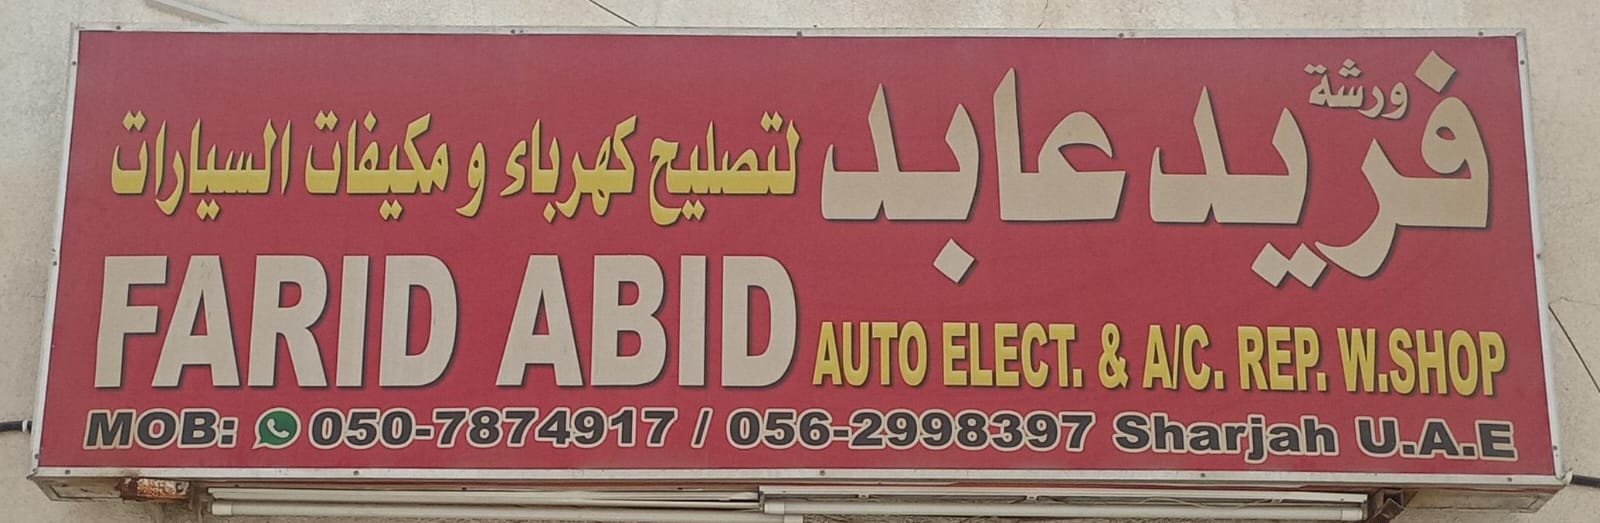 ورشة
فريد عابد لتصليح كهرباء و مكيفات السيارات
FARID ABID AUTO ELECT. & A/C. REP. W.SHOP
MOB: 050-7874917 / 056-2998397 Sharjah U.A.E